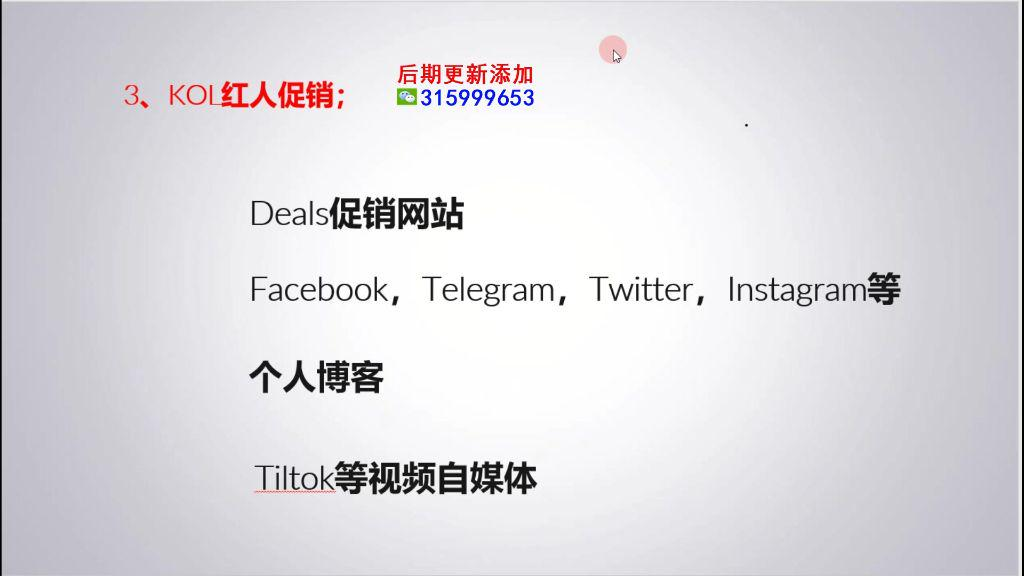 后期更新添加
3、KOL红人促销；
315999653
Deals促销网站
Facebook，Telegram，Twitter，Instagram等
个人博客
Tiltok等视频自媒体